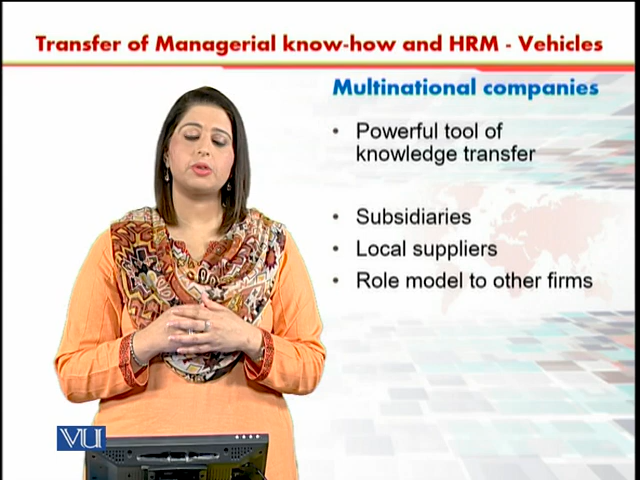 Transfer of Managerial know-how and HRM - Vehicles
Multinational companies
• Powerful tool of
knowledge transfer
• Subsidiaries
• Local suppliers
• Role model to other firms
VU